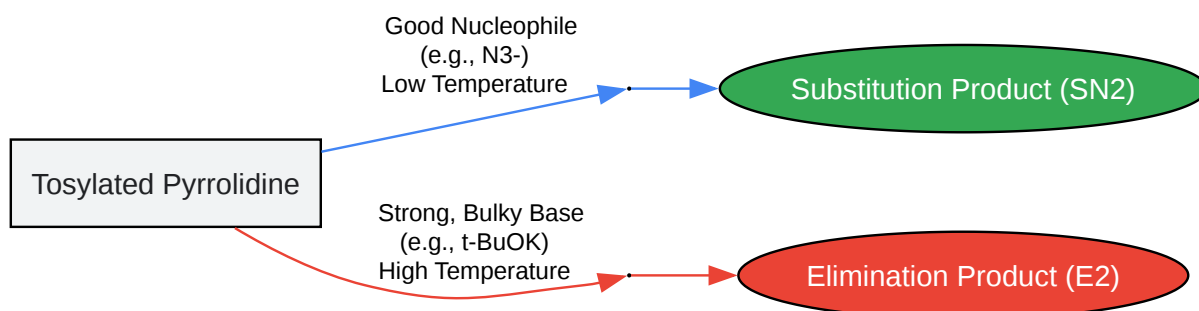 Good Nucleophile
(e.g., N3-)
Low Temperature
Substitution Product (SN2)
Tosylated Pyrrolidine
Strong, Bulky Base
(e.g., t-BuOK)
High Temperature
Elimination Product (E2)